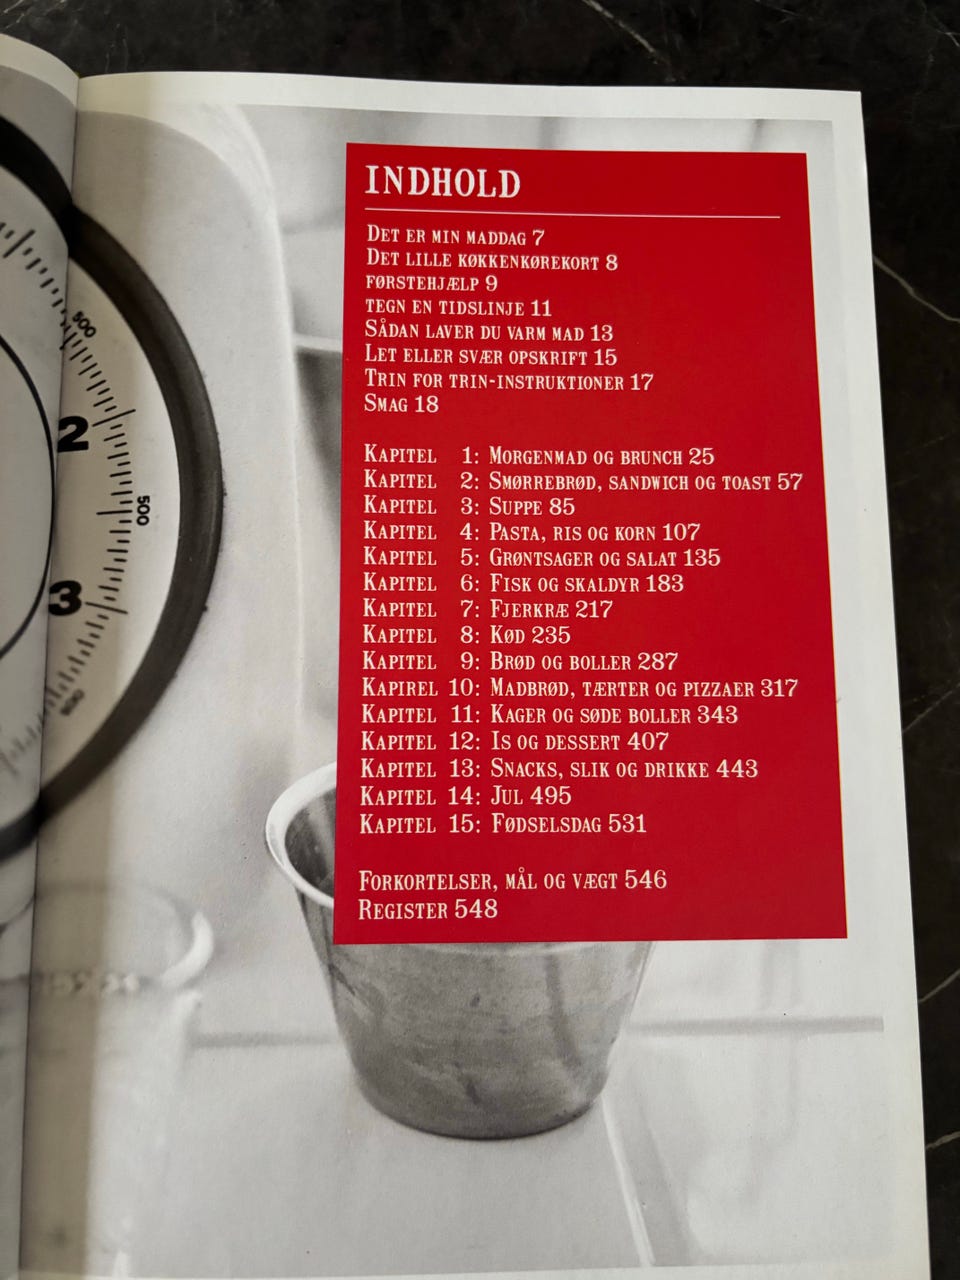 INDHOLD
DET ER MIN MADDAG 7
DET LILLE KØKKENKØREKORT 8
FØRSTEHJÆLP 9
TEGN EN TIDSLINJE 11
SÅDAN LAVER DU VARM MAD 13
LET ELLER SVÆR OPSKRIFT 15
TRIN FOR TRIN-INSTRUKTIONER 17
SMAG 18
KAPITEL 1: MORGENMAD OG BRUNCH 25
KAPITEL 2: SMØRREBRØD, SANDWICH OG TOAST 57
KAPITEL 3: SUPPE 85
KAPITEL 4: PASTA, RIS OG KORN 107
KAPITEL 5: GRØNTSAGER OG SALAT 135
KAPITEL 6: FISK OG SKALDYR 183
KAPITEL 7: FJERKRÆ 217
KAPITEL 8: KØD 235
KAPITEL 9: BRØD OG BOLLER 287
KAPIREL 10: MADBRØD, TÆRTER OG PIZZAER 317
KAPITEL 11: KAGER OG SØDE BOLLER 343
KAPITEL 12: IS OG DESSERT 407
KAPITEL 13: SNACKS, SLIK OG DRIKKE 443
KAPITEL 14: JUL 495
KAPITEL 15: FØDSELSDAG 531
FORKORTELSER, MÅL OG VÆGT 546
REGISTER 548
500
2
500
3